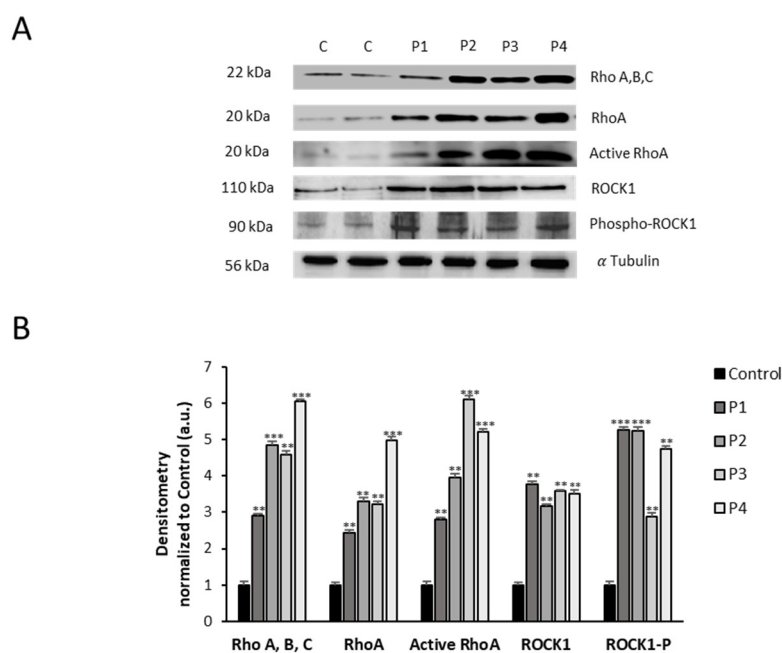 A
C C P1 P2 P3 P4
22 kDa Rho A,B,C
20 kDa RhoA
20 kDa Active RhoA
110 kDa ROCK1
90 kDa Phospho-ROCK1
56 kDa α Tubulin
B
Densitometry
normalized to Control (a.u.)
7
6
5
4
3
2
1
0
** *** ** ***
** ** ** ***
** ** *** ***
** ** ** **
*** *** ** **
Rho A, B, C RhoA Active RhoA ROCK1 ROCK1-P
Control
P1
P2
P3
P4